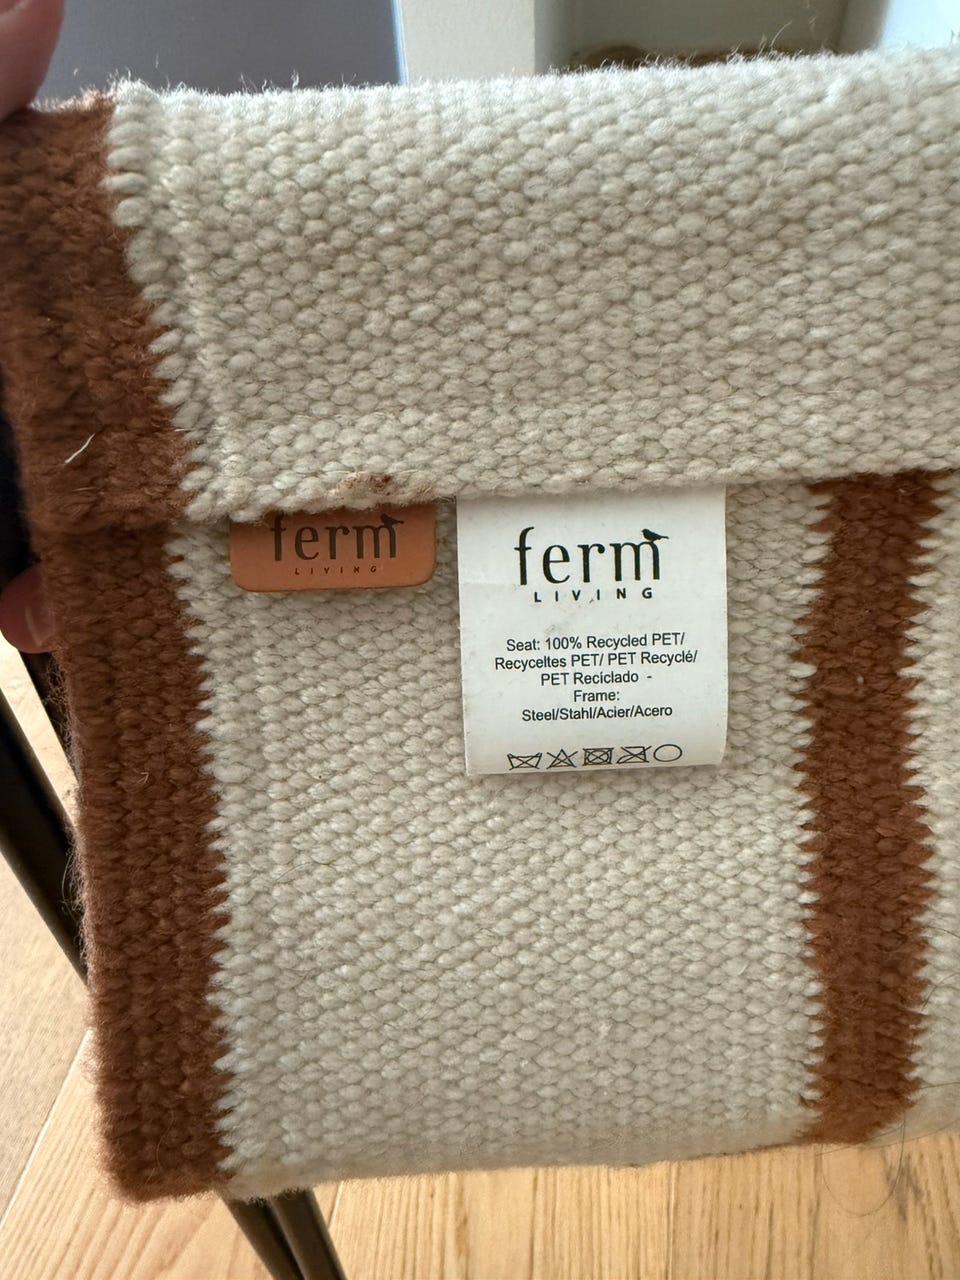 ferm
LIVING
ferm
LIVING
Seat: 100% Recycled PET/
Recyceltes PET/ PET Recyclé/
PET Reciclado -
Frame:
Steel/Stahl/Acier/Acero